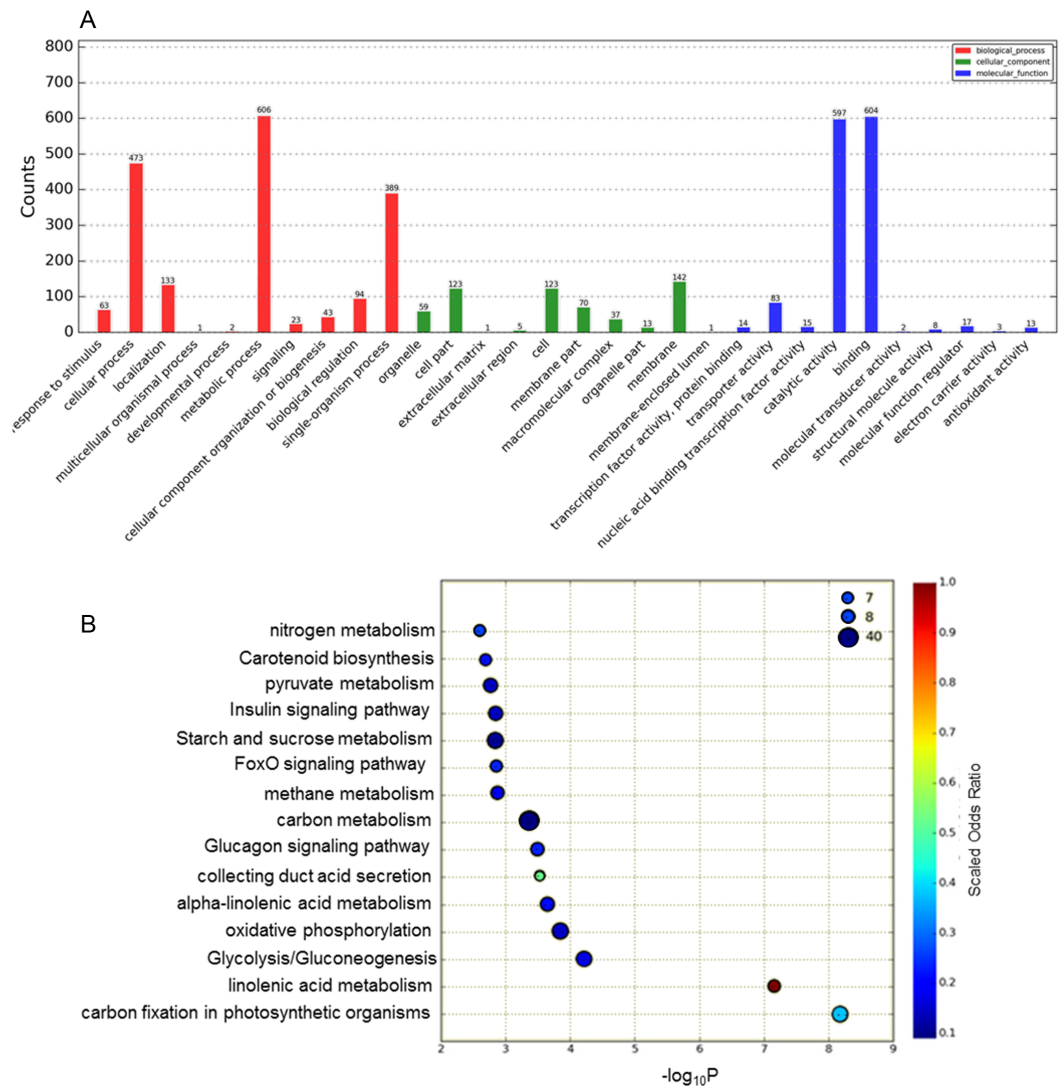 A
800
700
600
500
400
300
200
100
0
Counts
biological_process
cellular_component
molecular_function
63
473
133
1
2
606
23
43
94
389
59
123
1
5
123
70
37
13
142
1
14
83
15
597
604
2
8
17
3
13
response to stimulus
cellular process
localization
multicellular organismal process
developmental process
metabolic process
signaling
cellular component organization or biogenesis
biological regulation
single-organism process
organelle
cell part
extracellular matrix
extracellular region
cell
membrane part
macromolecular complex
organelle part
membrane
membrane-enclosed lumen
transcription factor activity, protein binding
transporter activity
nucleic acid binding transcription factor activity
catalytic activity
binding
molecular transducer activity
structural molecule activity
molecular function regulator
electron carrier activity
antioxidant activity
B
nitrogen metabolism
Carotenoid biosynthesis
pyruvate metabolism
Insulin signaling pathway
Starch and sucrose metabolism
FoxO signaling pathway
methane metabolism
carbon metabolism
Glucagon signaling pathway
collecting duct acid secretion
alpha-linolenic acid metabolism
oxidative phosphorylation
Glycolysis/Gluconeogenesis
linolenic acid metabolism
carbon fixation in photosynthetic organisms
7
8
40
2 3 4 5 6 7 8 9
-log₁₀P
1.0
0.9
0.8
0.7
0.6
0.5
0.4
0.3
0.2
0.1
Scaled Odds Ratio